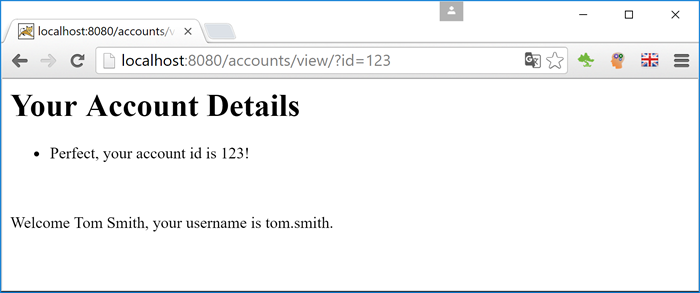 localhost:8080/accounts/v
localhost:8080/accounts/view/?id=123
Your Account Details
• Perfect, your account id is 123!
Welcome Tom Smith, your username is tom.smith.